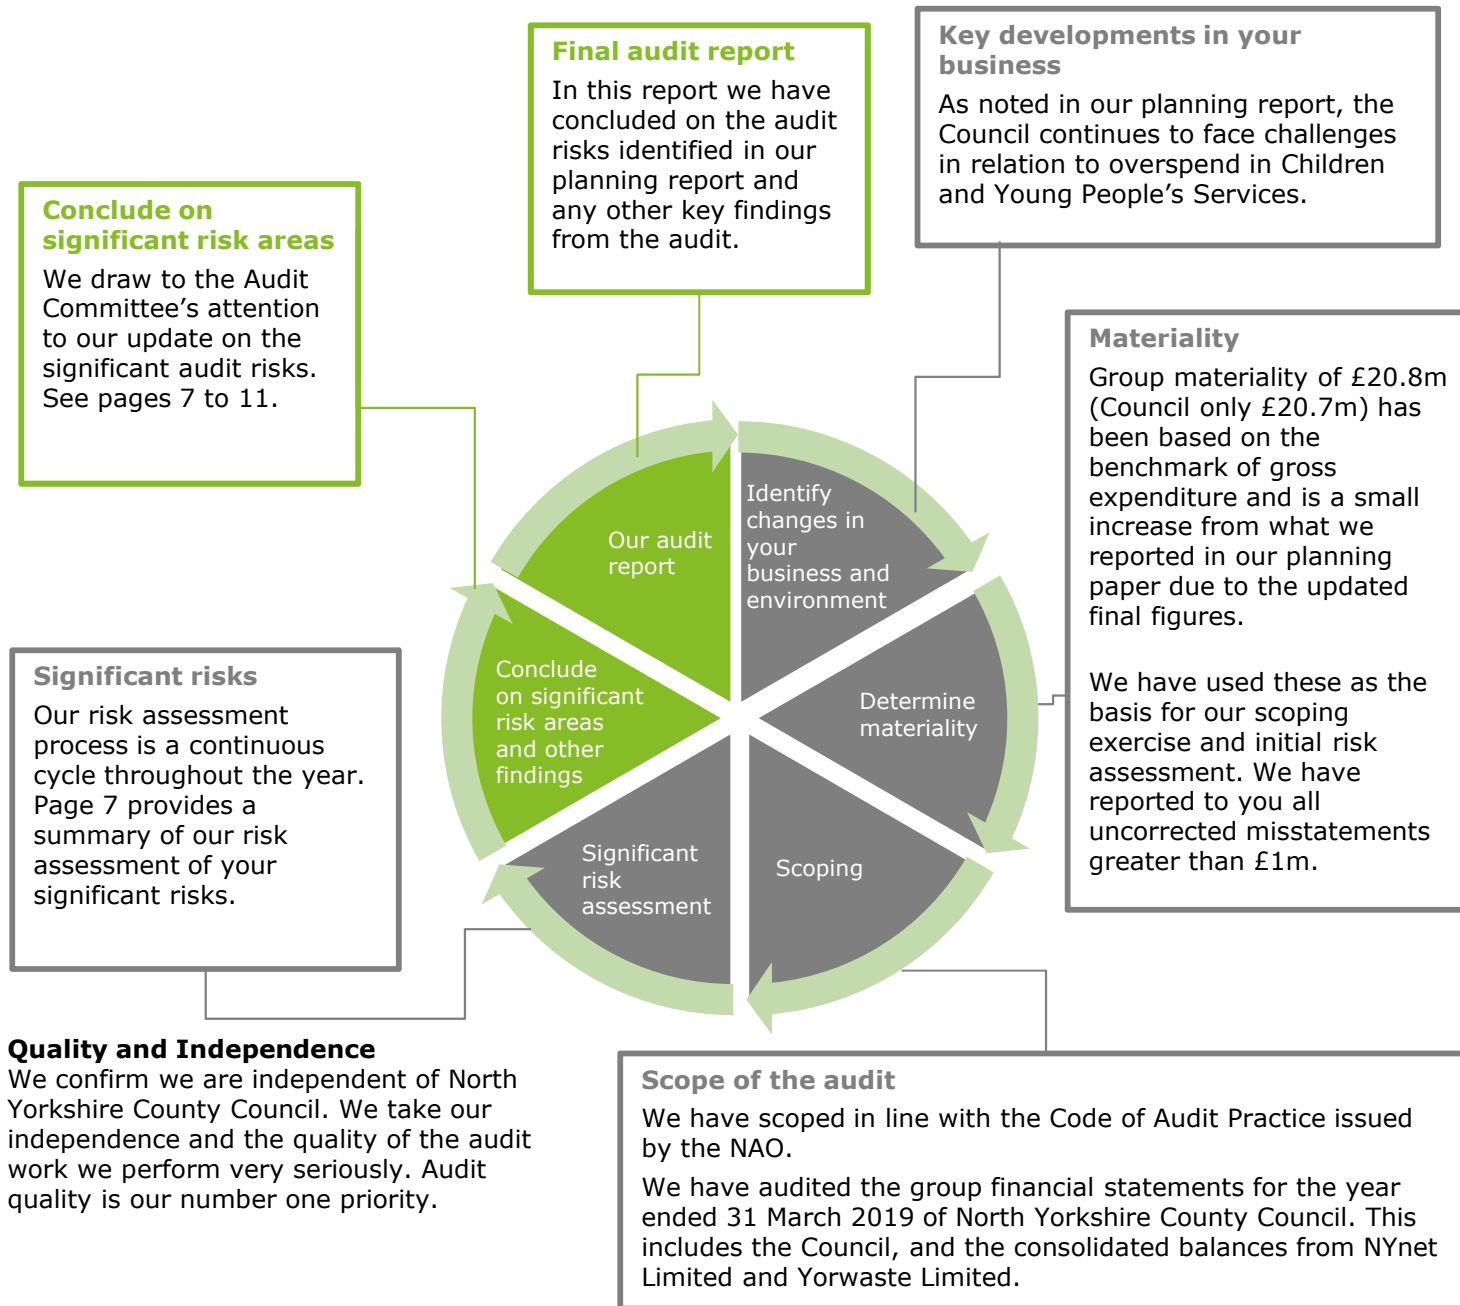 Final audit report
In this report we have
concluded on the audit
risks identified in our
planning report and
any other key findings
from the audit.
Key developments in your
business
As noted in our planning report, the
Council continues to face challenges
in relation to overspend in Children
and Young People’s Services.
Conclude on
significant risk areas
We draw to the Audit
Committee’s attention
to our update on the
significant audit risks.
See pages 7 to 11.
Materiality
Group materiality of £20.8m
(Council only £20.7m) has
been based on the
benchmark of gross
expenditure and is a small
increase from what we
reported in our planning
paper due to the updated
final figures.
We have used these as the
basis for our scoping
exercise and initial risk
assessment. We have
reported to you all
uncorrected misstatements
greater than £1m.
Identify
changes in
your
business and
environment
Our audit
report
Determine
materiality
Conclude
on significant
risk areas
and other
findings
Scoping
Significant
risk
assessment
Significant risks
Our risk assessment
process is a continuous
cycle throughout the year.
Page 7 provides a
summary of our risk
assessment of your
significant risks.
Quality and Independence
We confirm we are independent of North
Yorkshire County Council. We take our
independence and the quality of the audit
work we perform very seriously. Audit
quality is our number one priority.
Scope of the audit
We have scoped in line with the Code of Audit Practice issued
by the NAO.
We have audited the group financial statements for the year
ended 31 March 2019 of North Yorkshire County Council. This
includes the Council, and the consolidated balances from NYnet
Limited and Yorwaste Limited.